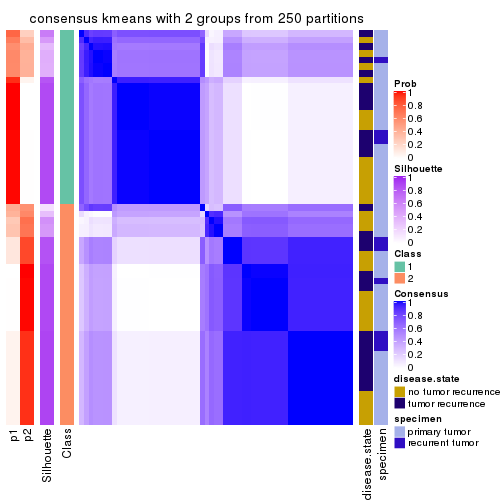 consensus kmeans with 2 groups from 250 partitions
Prob
1
0.8
0.6
0.4
0.2
0
Silhouette
1
0.8
0.6
0.4
0.2
0
Class
1
2
Consensus
1
0.8
0.6
0.4
0.2
0
disease.state
no tumor recurrence
tumor recurrence
specimen
primary tumor
recurrent tumor
p1
p2
Silhouette
Class
disease.state
specimen